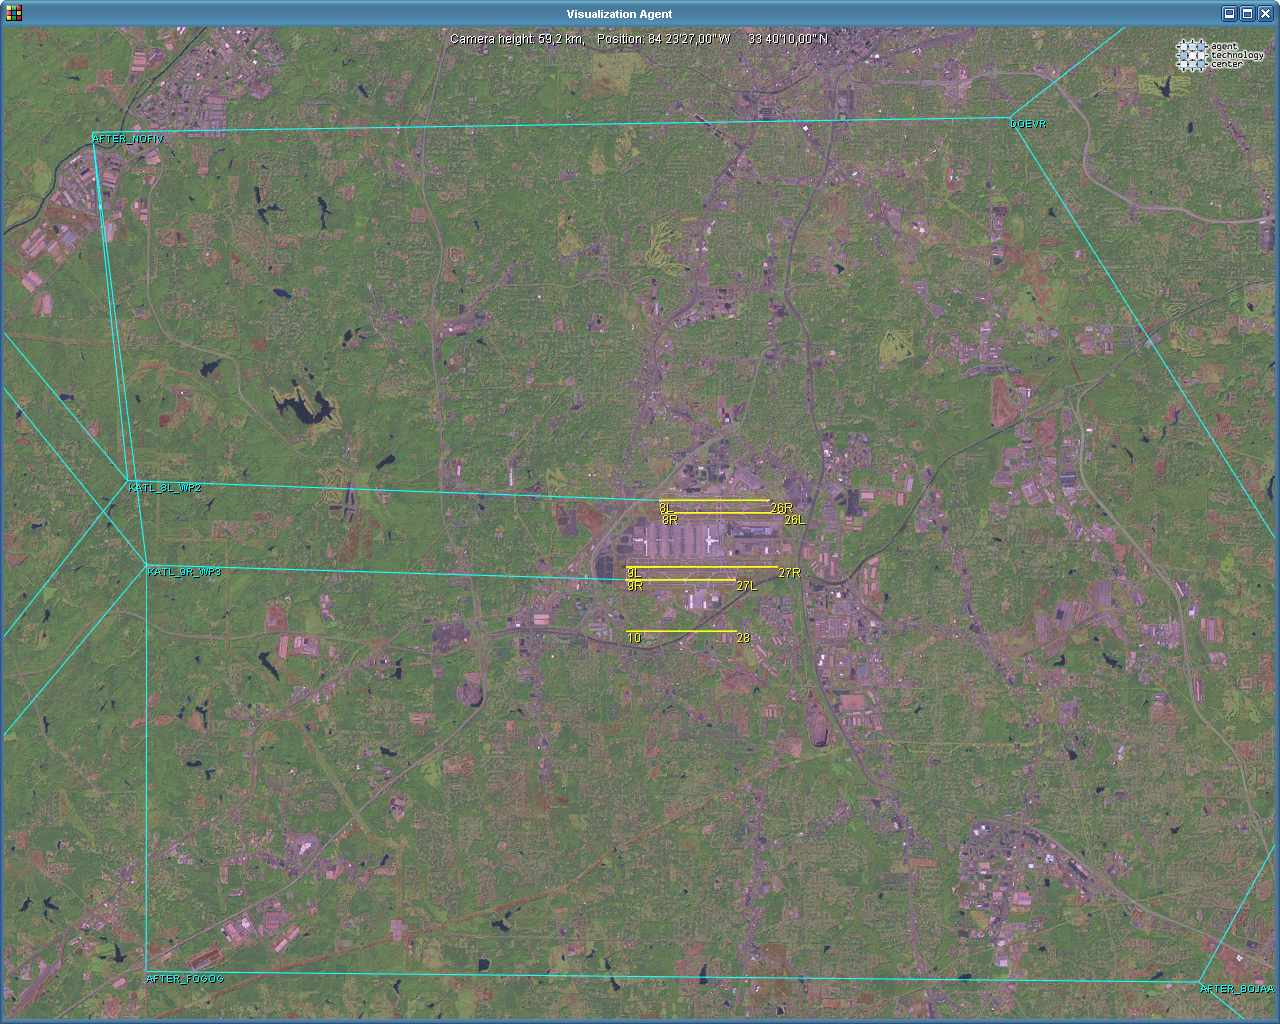 Visualization Agent
Camera height: 59,2 km, Position: 84 23'27,00" W 33 40'10,00" N
agent
technology
center
AFTER_NOFIV
DOEVR
KATL_8L_WP2
8L 26R
8R 26L
KATL_9R_WP3
9L 27R
9R 27L
10 28
AFTER_FOGOG
AFTER_BOJAA